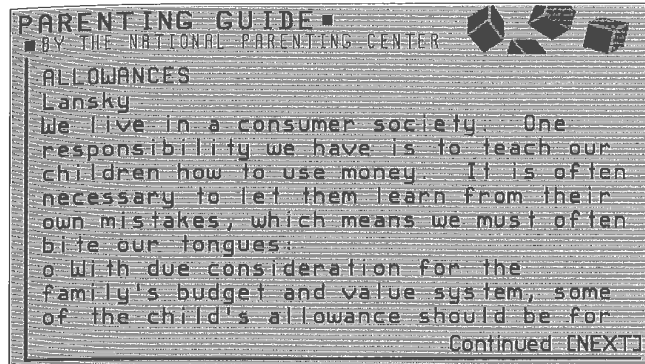 PARENTING GUIDE
BY THE NATIONAL PARENTING CENTER
ALLOWANCES
Lansky
We live in a consumer society. One
responsibility we have is to teach our
children how to use money. It is often
necessary to let them learn from their
own mistakes, which means we must often
bite our tongues:
o With due consideration for the
family's budget and value system, some
of the child's allowance should be for
Continued [NEXT]